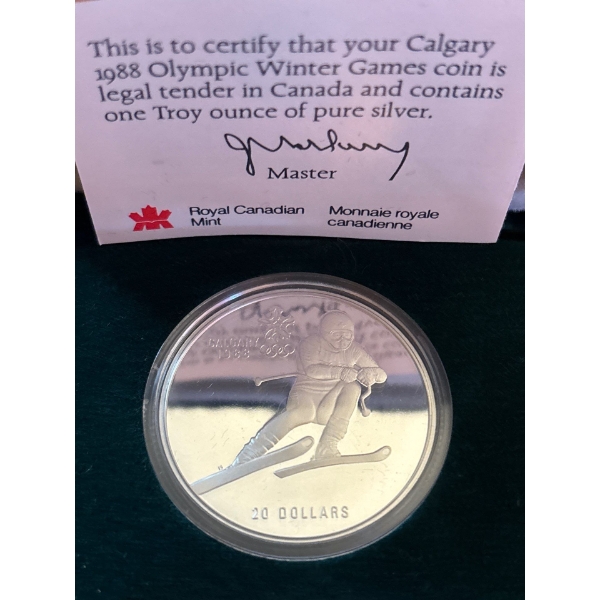 This is to certify that your Calgary
1988 Olympic Winter Games coin is
legal tender in Canada and contains
one Troy ounce of pure silver.
Master
Royal Canadian
Mint
Monnaie royale
canadienne
CALGARY
1988
20 DOLLARS